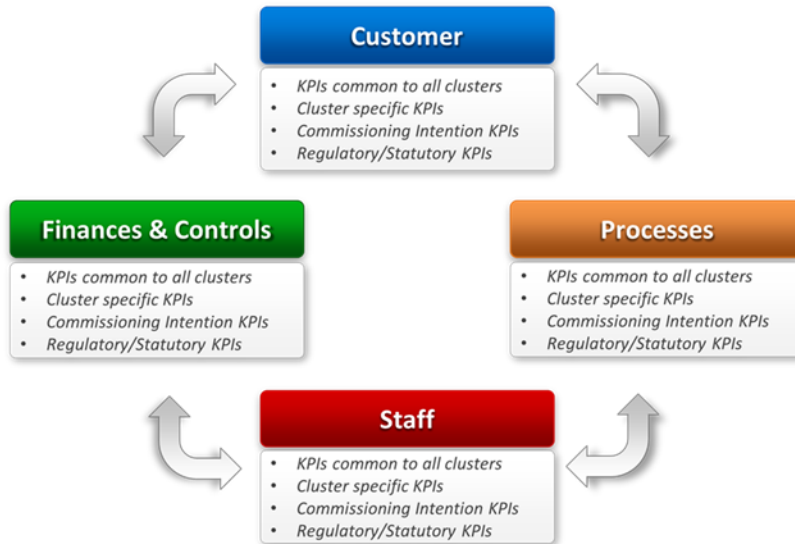 Customer
• KPIs common to all clusters
• Cluster specific KPIs
• Commissioning Intention KPIs
• Regulatory/Statutory KPIs
Finances & Controls
• KPIs common to all clusters
• Cluster specific KPIs
• Commissioning Intention KPIs
• Regulatory/Statutory KPIs
Processes
• KPIs common to all clusters
• Cluster specific KPIs
• Commissioning Intention KPIs
• Regulatory/Statutory KPIs
Staff
• KPIs common to all clusters
• Cluster specific KPIs
• Commissioning Intention KPIs
• Regulatory/Statutory KPIs